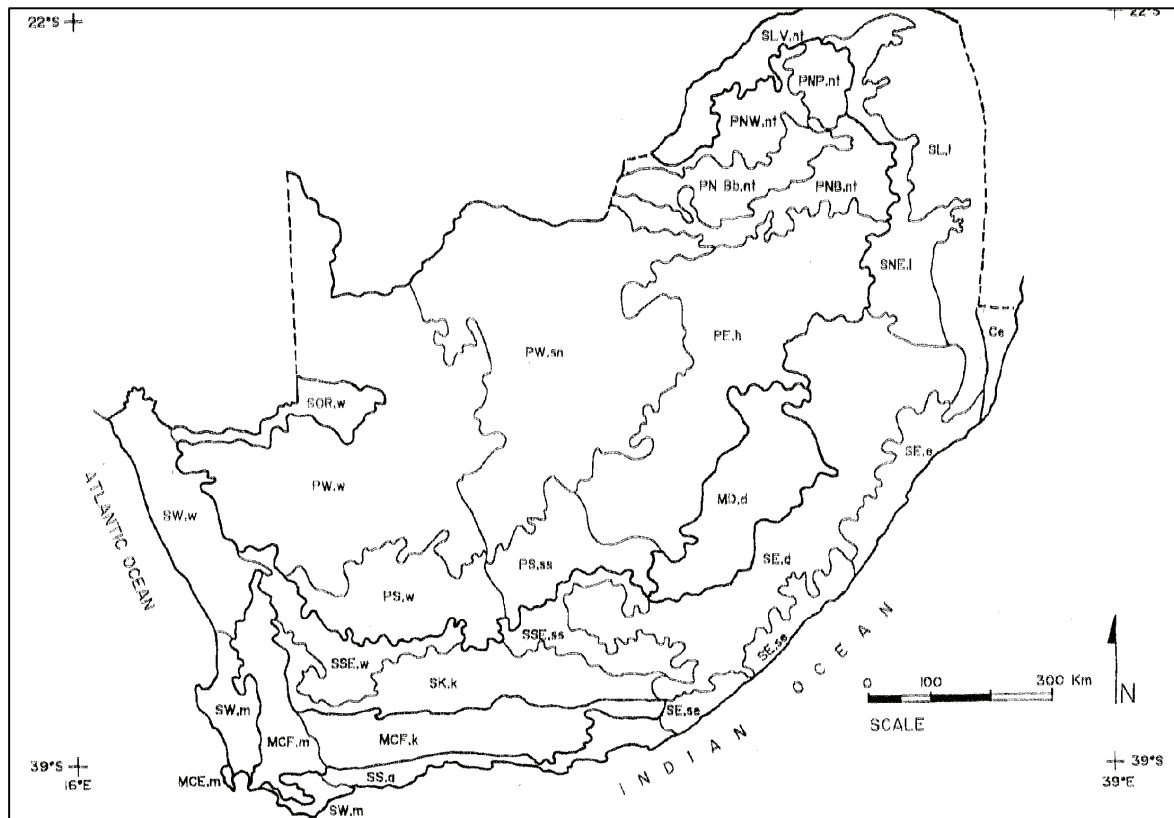 22°S
22°S
SLV.nt
PNP.nt
PNW.nt
SL.l
PN Bb.nt
PNB.nt
SNE.l
Ce
PW.sn
PE.h
SOR.w
SE.e
PW.w
SW.w
MD.d
ATLANTIC OCEAN
PS.ss
SE.d
PS.w
SSE.ss
SE.se
SSE.w
SK.k
0 100 300 Km
N
SCALE
SW.m
SE.se
MCF.m
MCF.k
INDIAN OCEAN
39°S
16°E
39°S
39°E
MCE.m
SS.a
SW.m